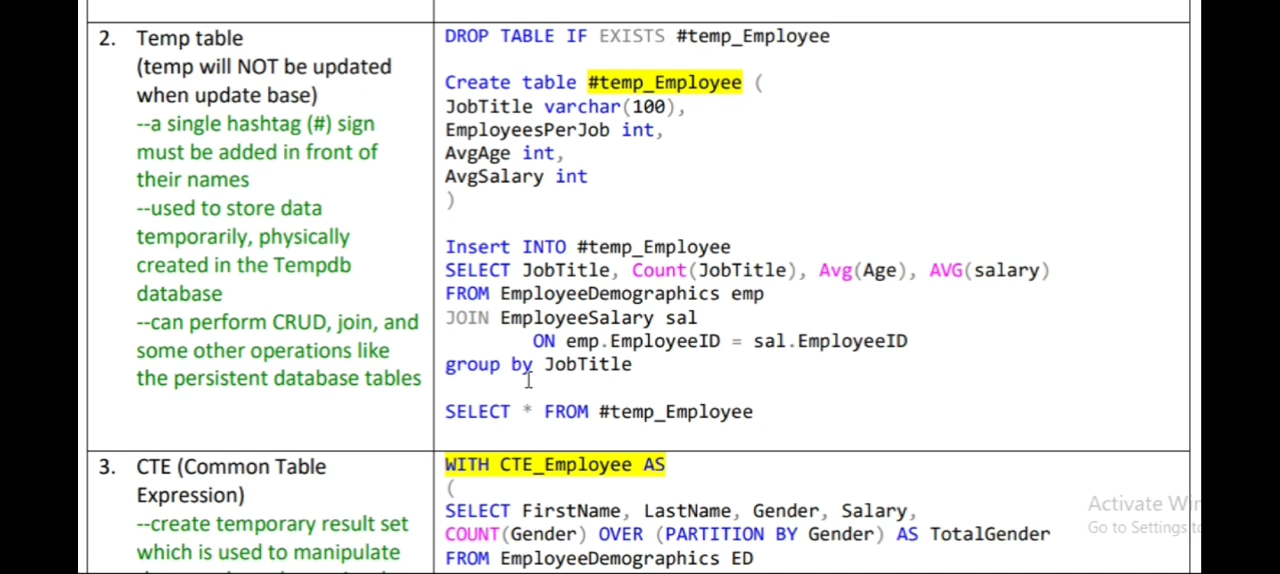 2. Temp table
(temp will NOT be updated
when update base)
--a single hashtag (#) sign
must be added in front of
their names
--used to store data
temporarily, physically
created in the Tempdb
database
--can perform CRUD, join, and
some other operations like
the persistent database tables
DROP TABLE IF EXISTS #temp_Employee
Create table #temp_Employee (
JobTitle varchar(100),
EmployeesPerJob int,
AvgAge int,
AvgSalary int
)
Insert INTO #temp_Employee
SELECT JobTitle, Count(JobTitle), Avg(Age), AVG(salary)
FROM EmployeeDemographics emp
JOIN EmployeeSalary sal
ON emp.EmployeeID = sal.EmployeeID
group by JobTitle
SELECT * FROM #temp_Employee
3. CTE (Common Table
Expression)
--create temporary result set
which is used to manipulate
WITH CTE_Employee AS
(
SELECT FirstName, LastName, Gender, Salary,
COUNT(Gender) OVER (PARTITION BY Gender) AS TotalGender
FROM EmployeeDemographics ED
Activate Win
Go to Settings to